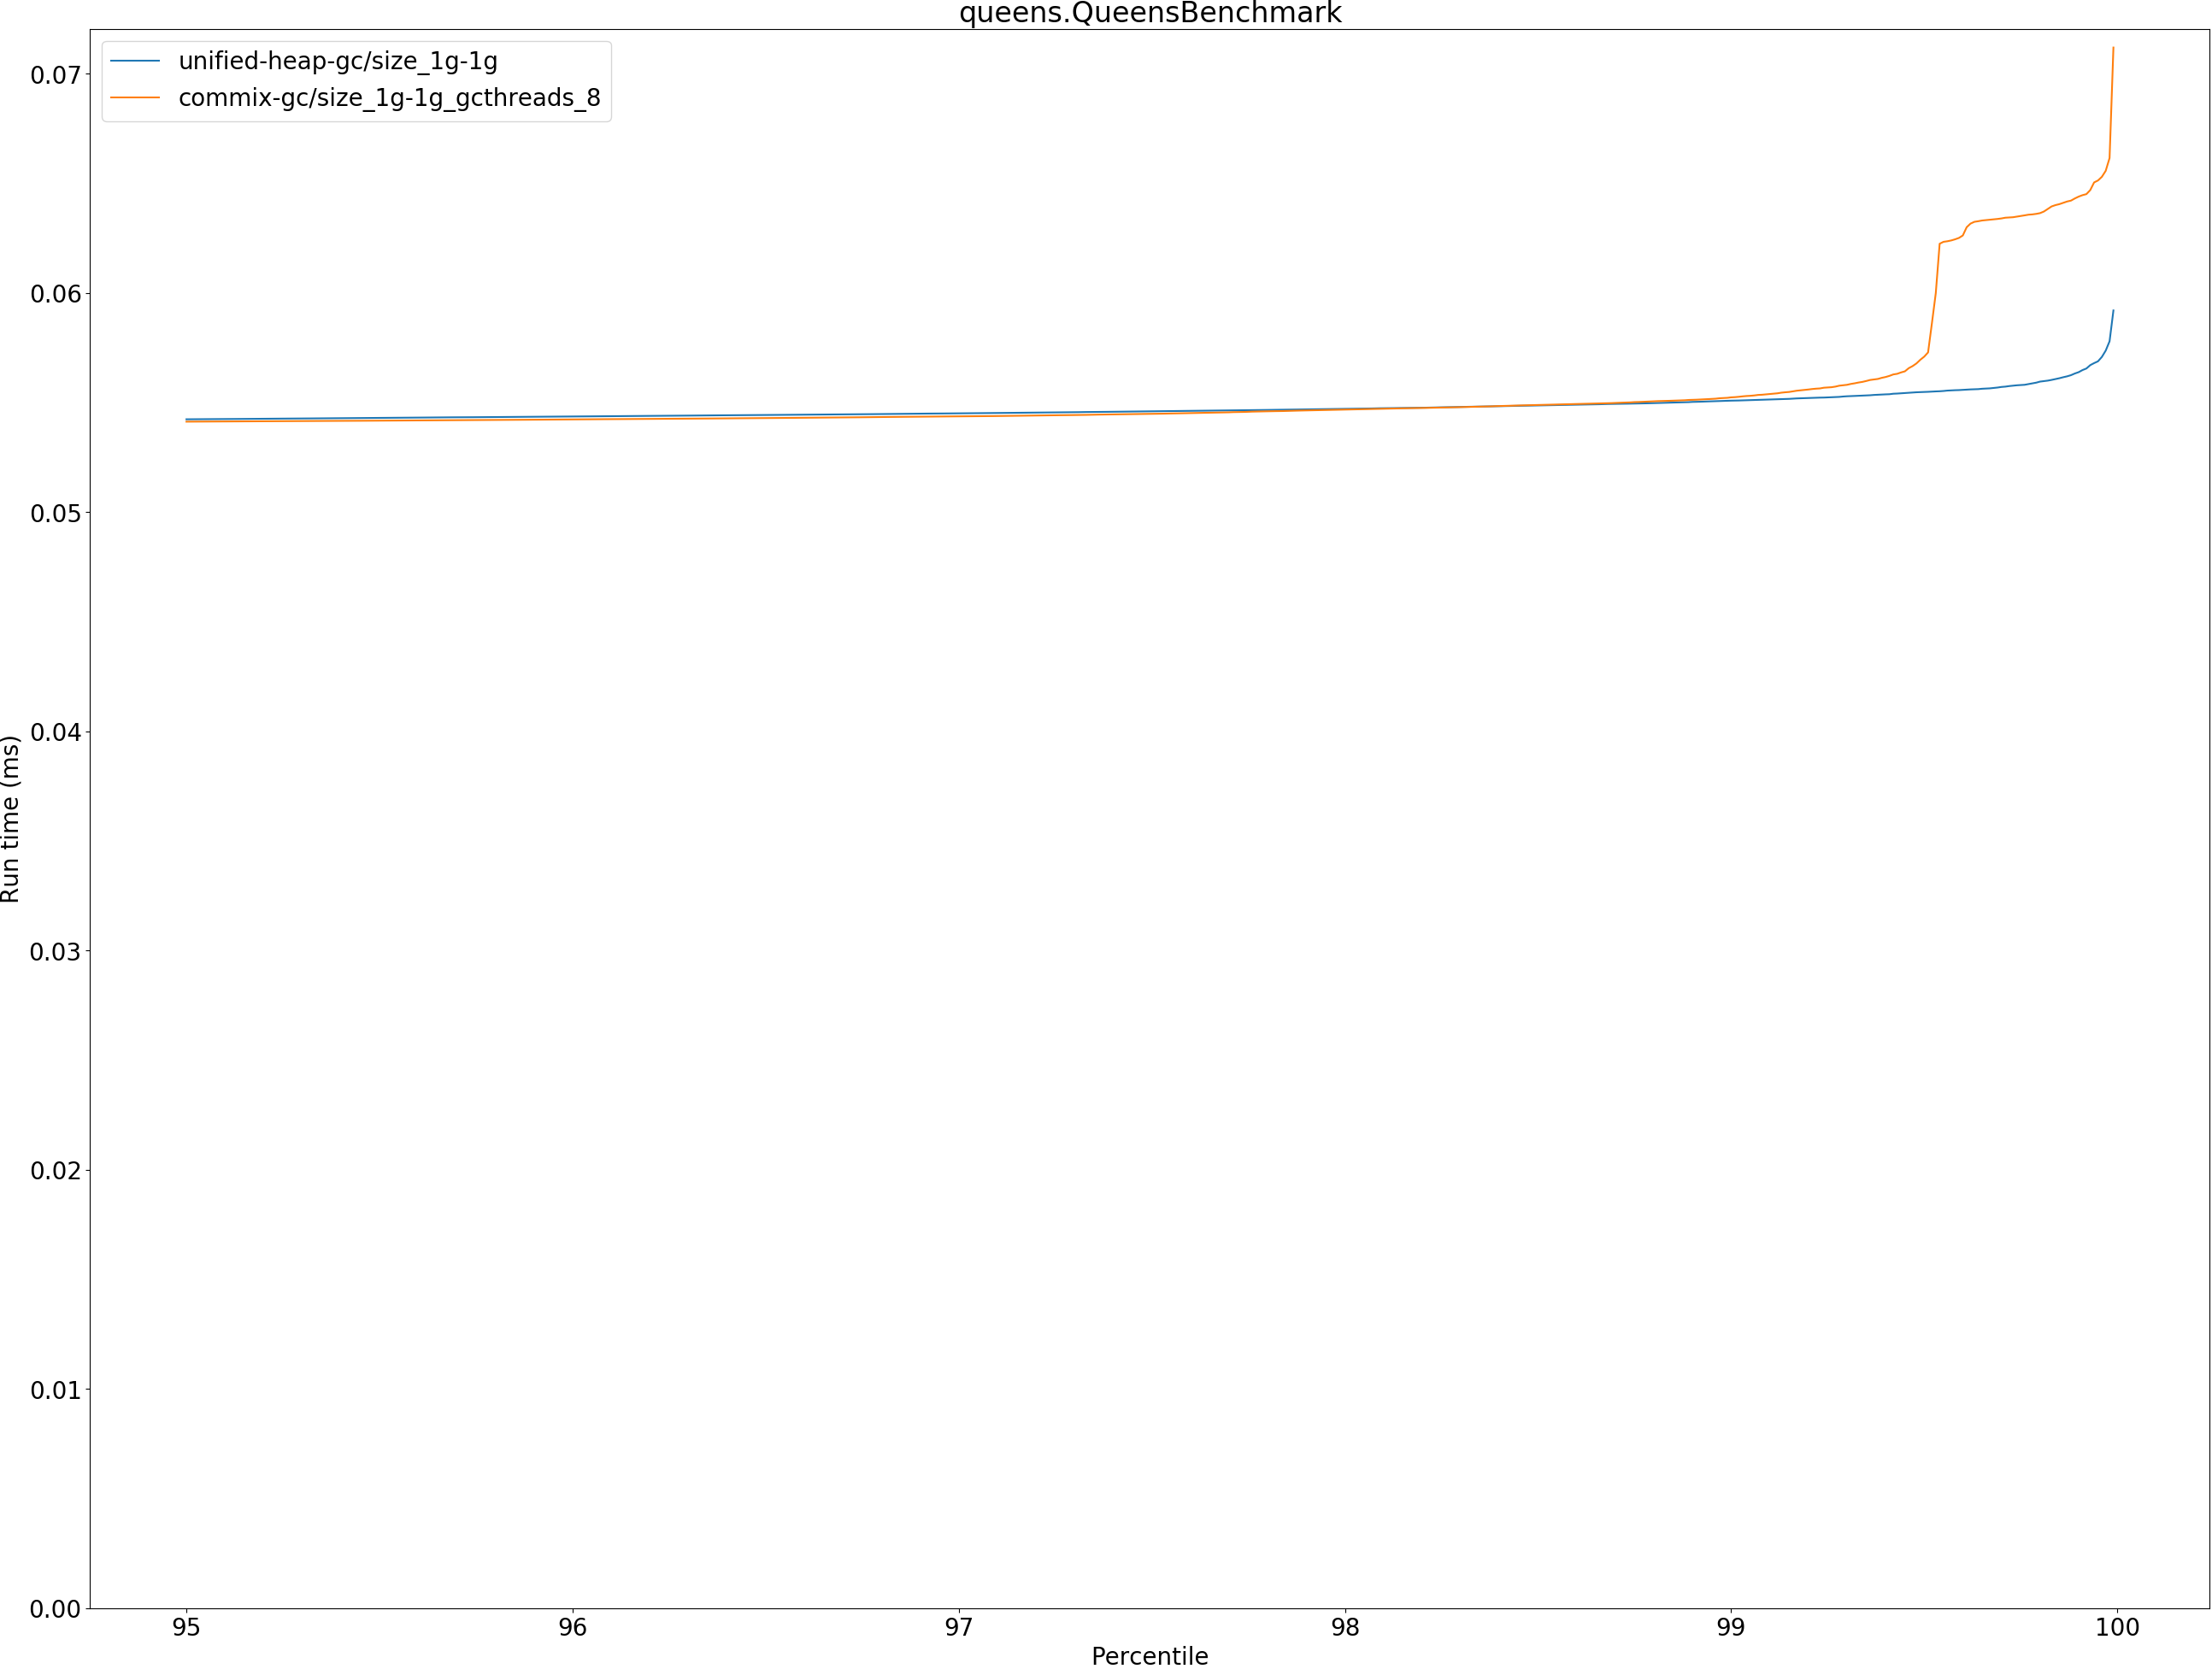 queens.QueensBenchmark
unified-heap-gc/size_1g-1g
commix-gc/size_1g-1g_gcthreads_8
Run time (ms)
0.07
0.06
0.05
0.04
0.03
0.02
0.01
0.00
95 96 97 98 99 100
Percentile